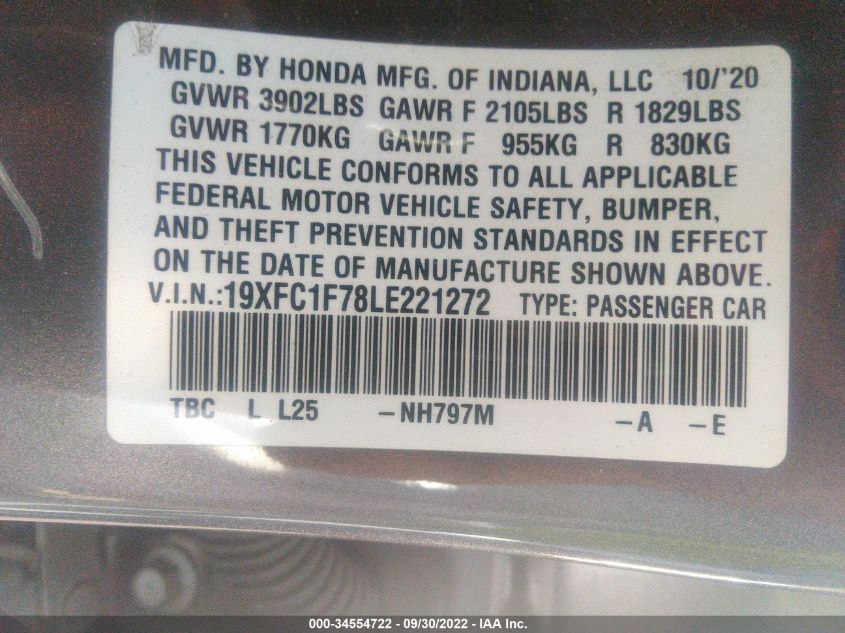 MFD. BY HONDA MFG. OF INDIANA, LLC 10/'20
GVWR 3902LBS GAWR F 2105LBS R 1829LBS
GVWR 1770KG GAWR F 955KG R 830KG
THIS VEHICLE CONFORMS TO ALL APPLICABLE
FEDERAL MOTOR VEHICLE SAFETY, BUMPER,
AND THEFT PREVENTION STANDARDS IN EFFECT
ON THE DATE OF MANUFACTURE SHOWN ABOVE.
V.I.N.:19XFC1F78LE221272 TYPE: PASSENGER CAR
TBC L L25 -NH797M -A -E
000-34554722 - 09/30/2022 - IAA Inc.